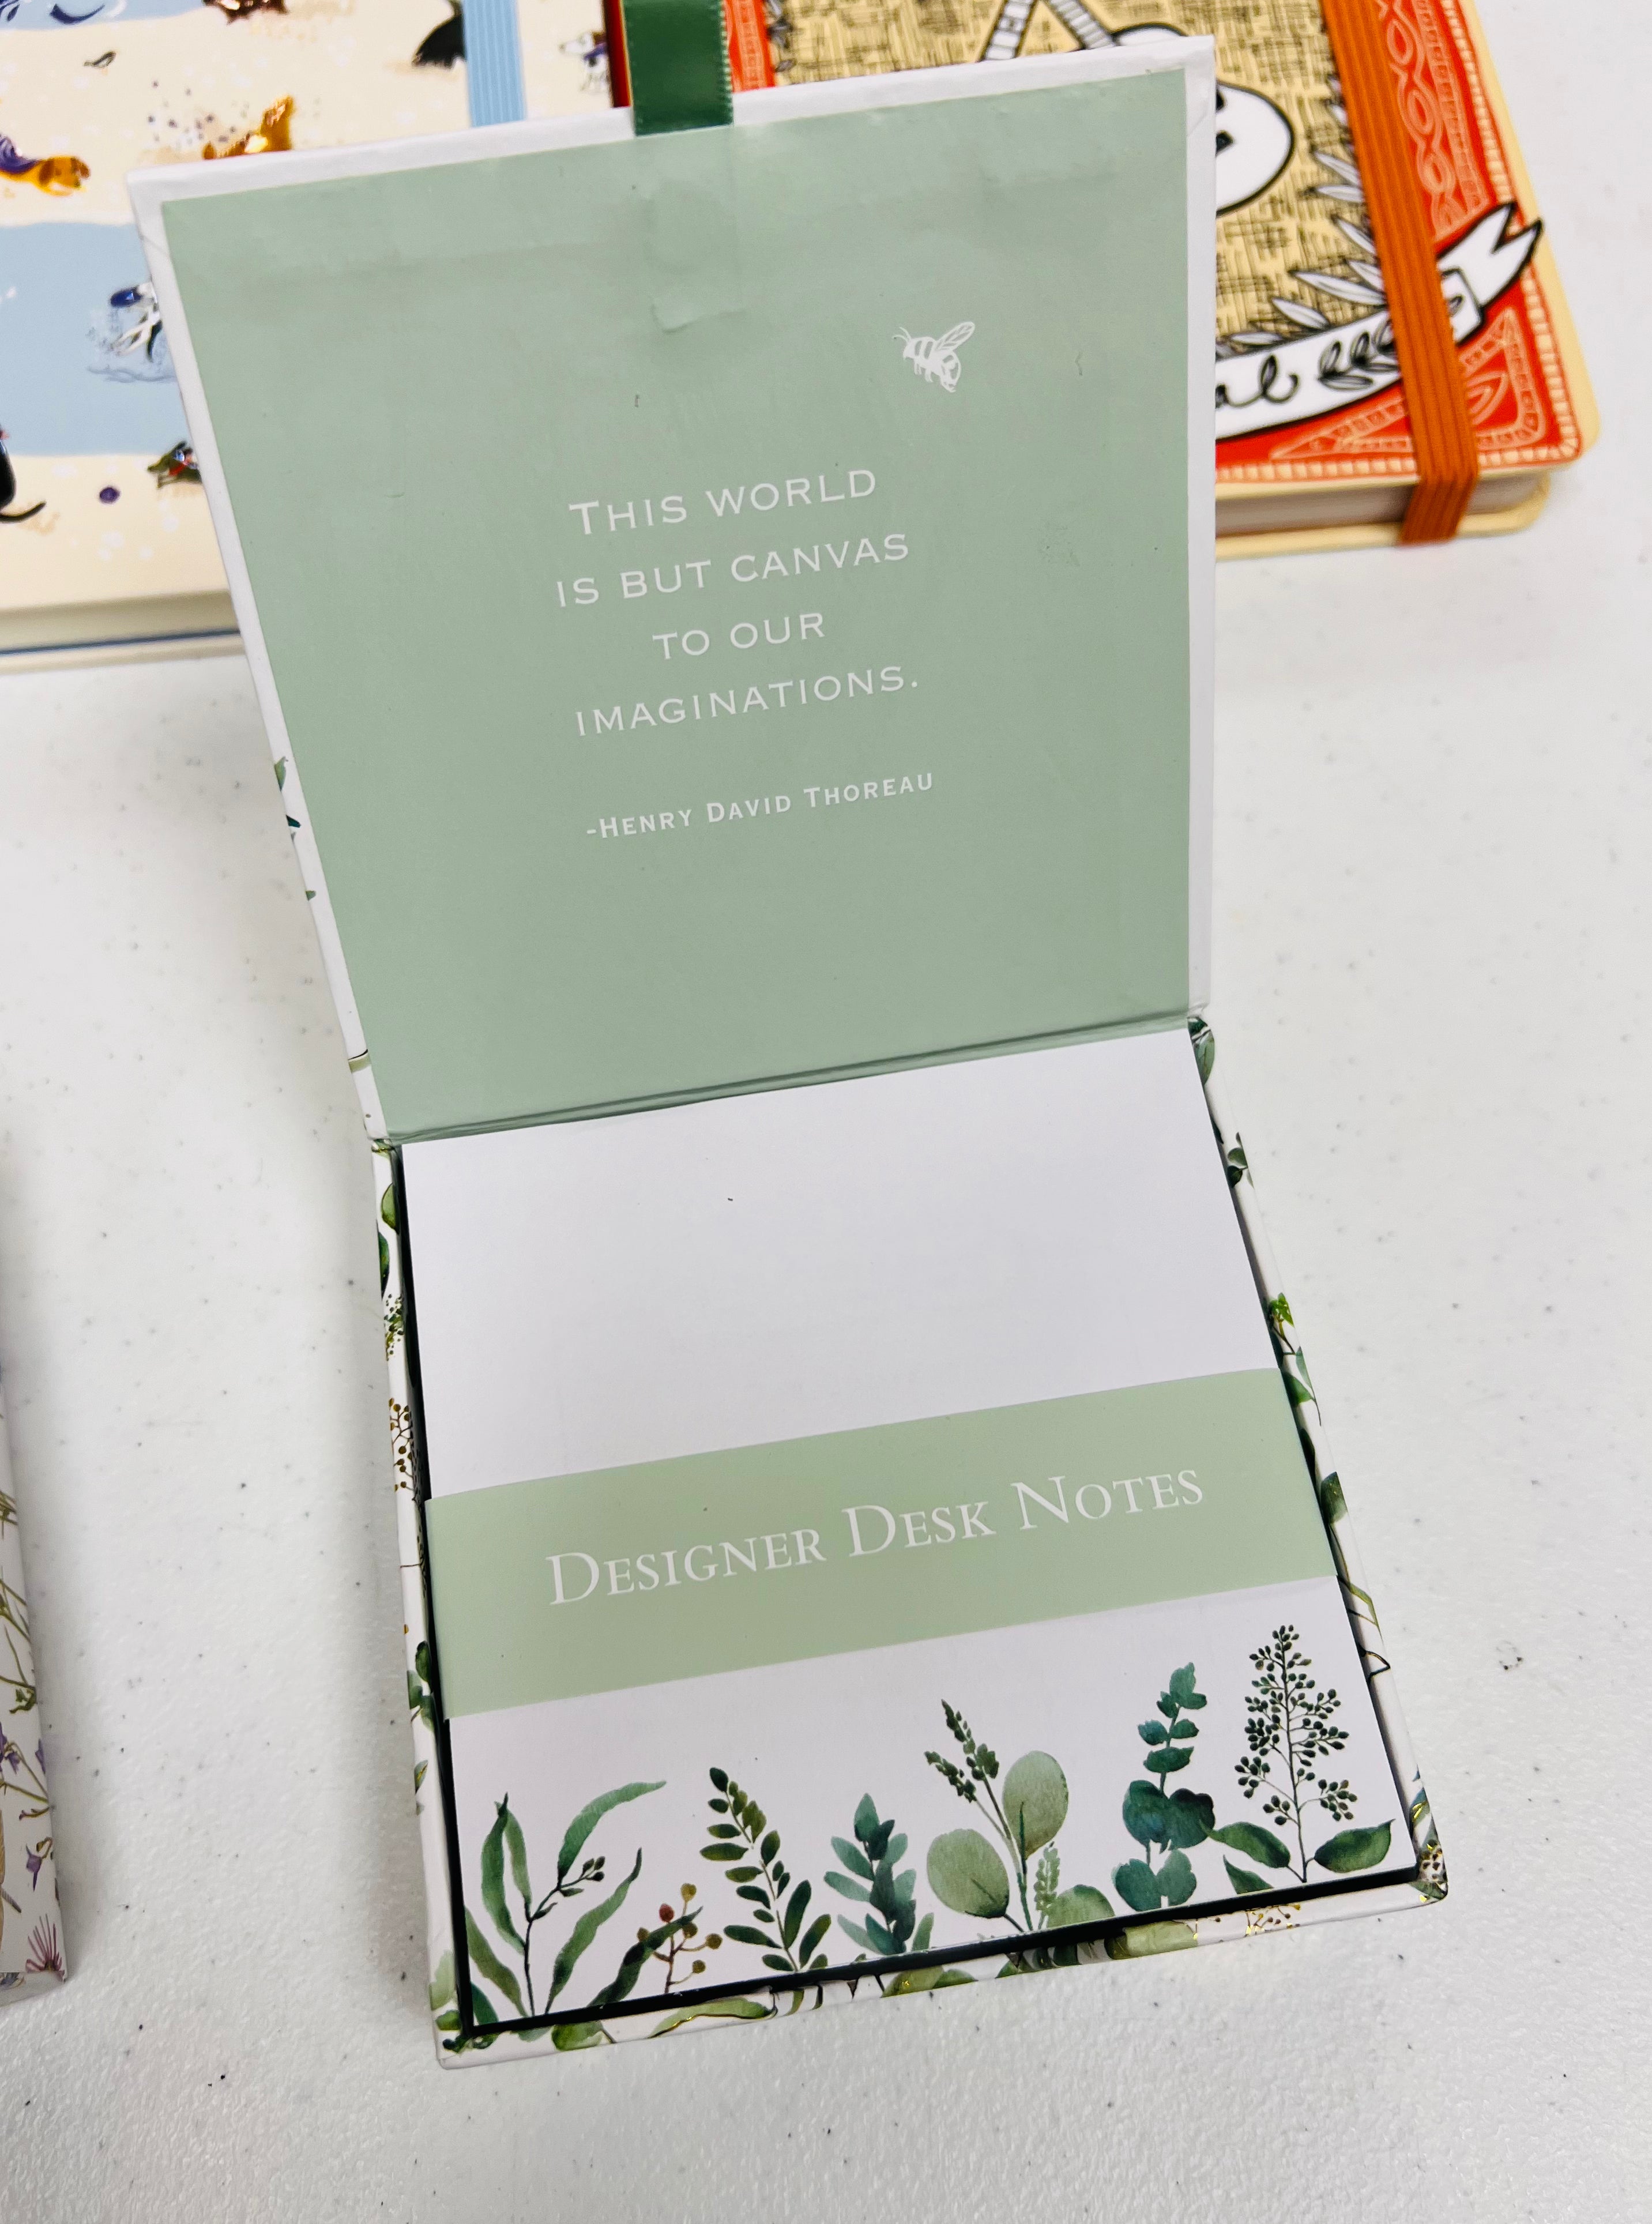 THIS WORLD
IS BUT CANVAS
TO OUR
IMAGINATIONS.
-HENRY DAVID THOREAU
DESIGNER DESK NOTES